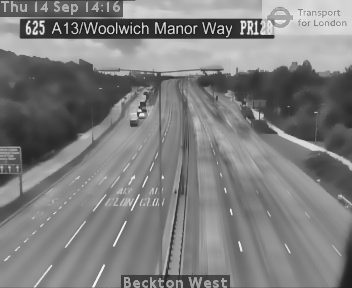 Thu 14 Sep 14:16
Transport
for London
625 A13/Woolwich Manor Way PR128
Beckton West